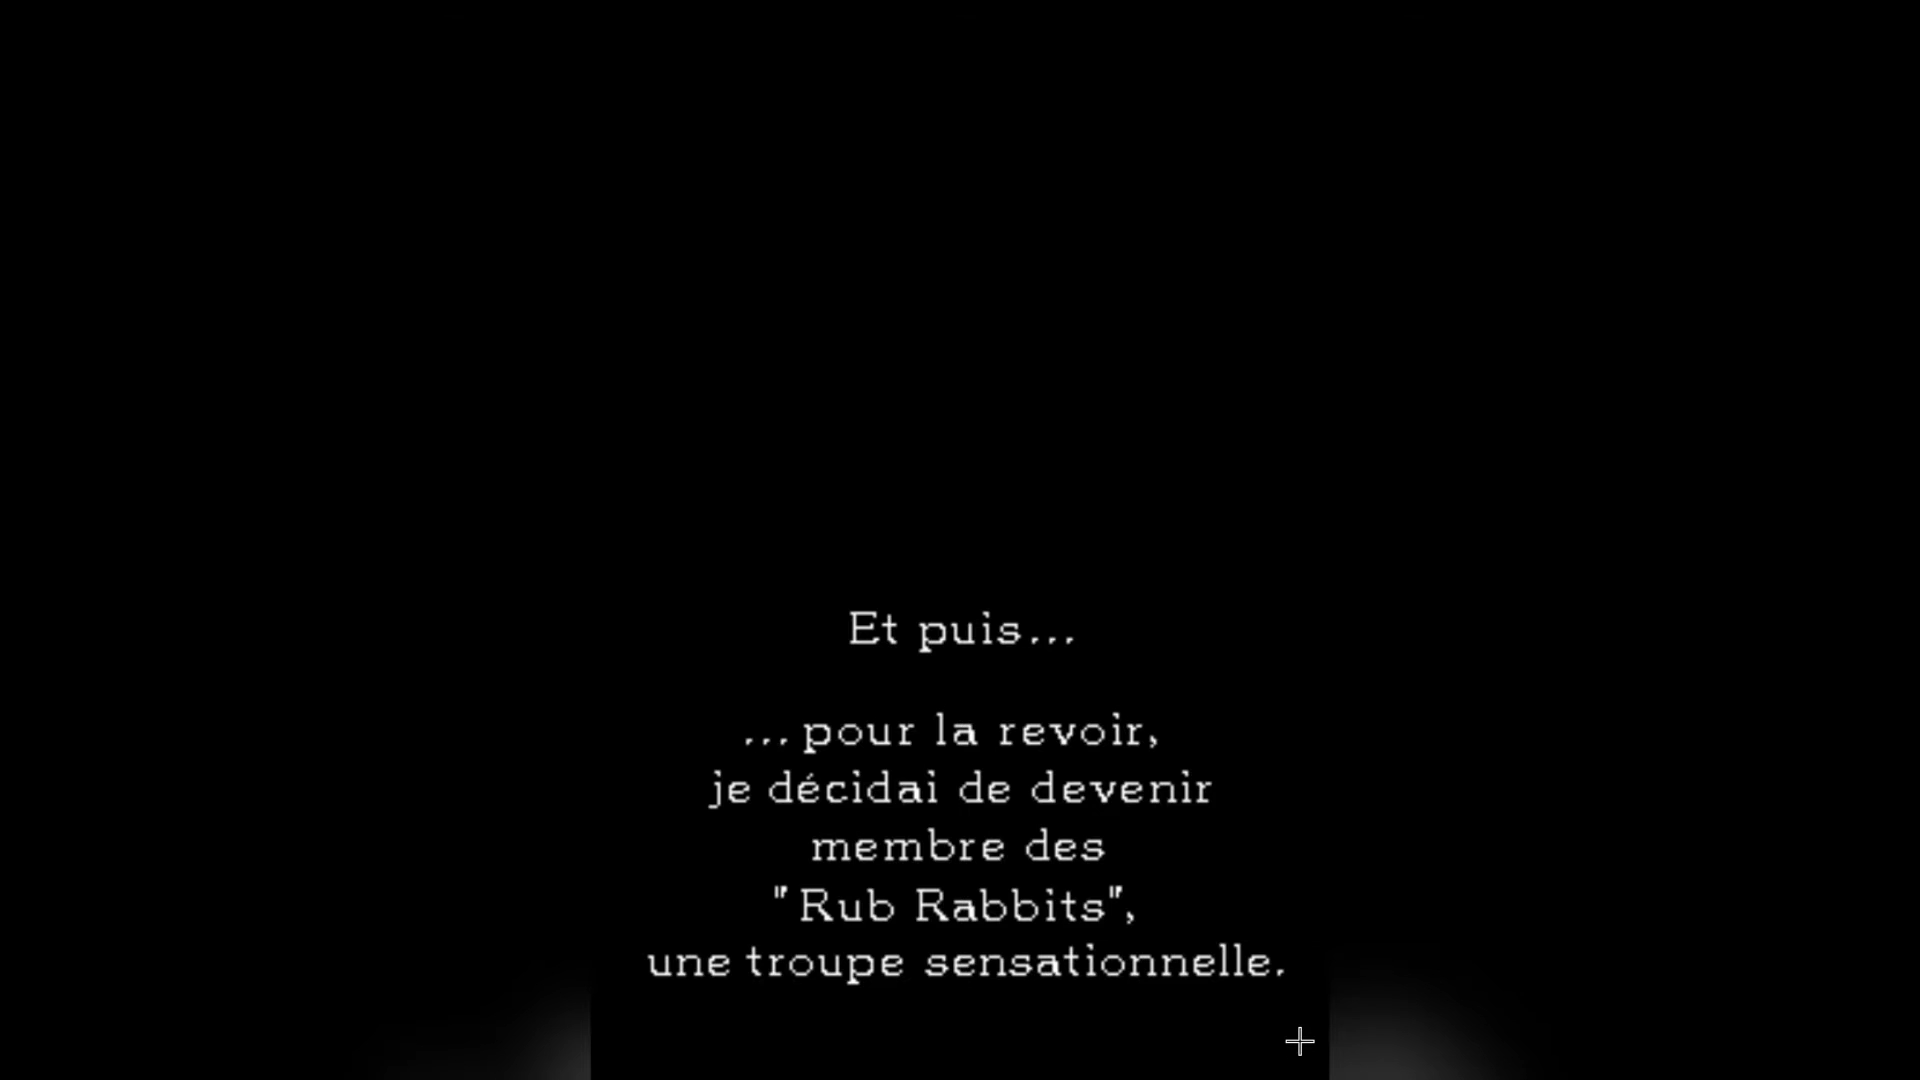 Et puis...
... pour la revoir,
je décidai de devenir
membre des
"Rub Rabbits",
une troupe sensationnelle.